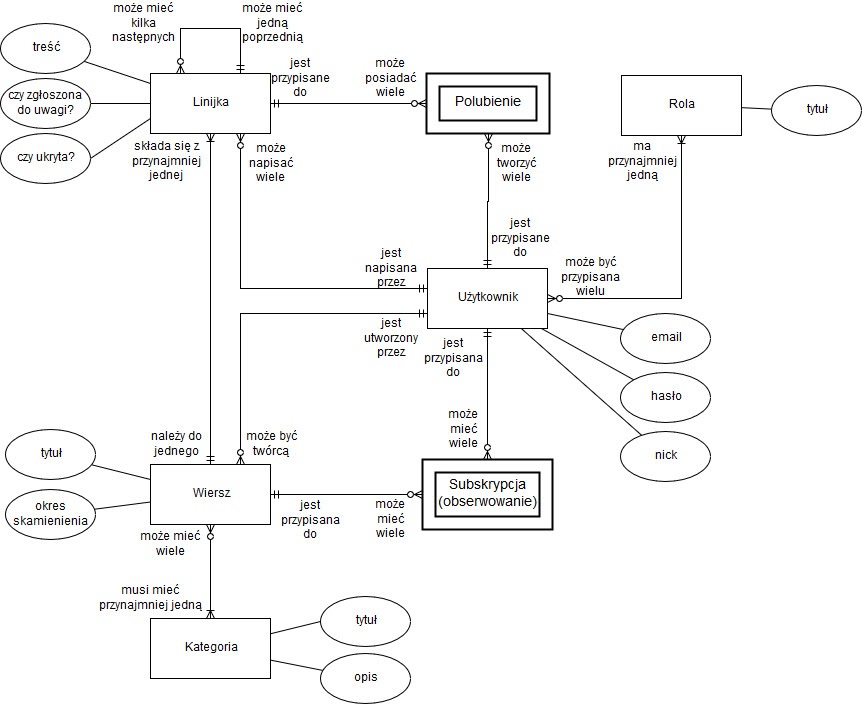 może mieć
kilka
następnych
może mieć
jedną
poprzednią
treść
czy zgłoszona
do uwagi?
czy ukryta?
Linijka
jest
przypisane
do
może
posiadać
wiele
Polubienie
Rola
tytuł
składa się z
przynajmniej
jednej
może
napisać
wiele
może
tworzyć
wiele
ma
przynajmniej
jedną
jest
przypisane
do
jest
napisana
przez
może być
przypisana
wielu
Użytkownik
jest
utworzony
przez
jest
przypisana
do
email
hasło
nick
może
mieć
wiele
należy do
jednego
może być
twórcą
tytuł
okres
skamienienia
Wiersz
jest
przypisana
do
może
mieć
wiele
Subskrypcja
(obserwowanie)
może mieć
wiele
musi mieć
przynajmniej jedną
Kategoria
tytuł
opis